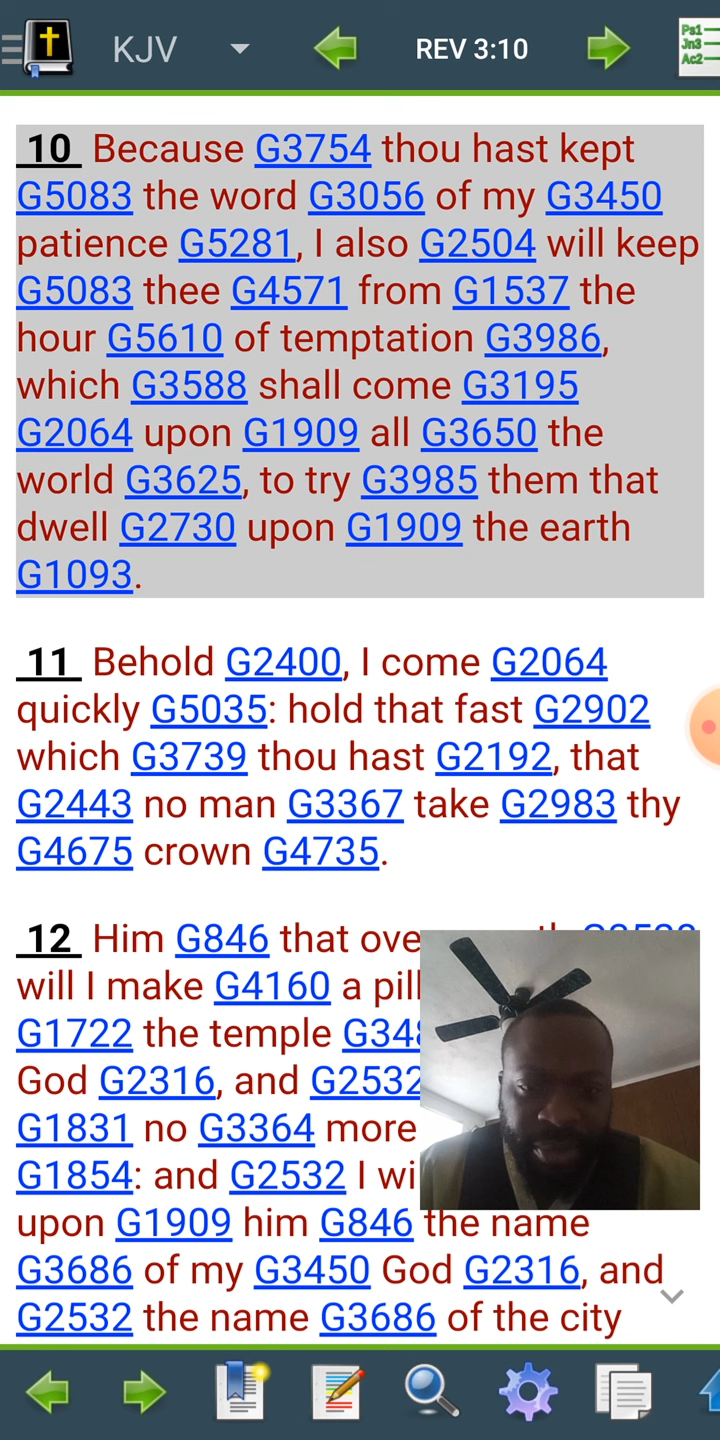 KJV REV 3:10 Ps1 Jn3 Ac2
10 Because G3754 thou hast kept
G5083 the word G3056 of my G3450
patience G5281, I also G2504 will keep
G5083 thee G4571 from G1537 the
hour G5610 of temptation G3986,
which G3588 shall come G3195
G2064 upon G1909 all G3650 the
world G3625, to try G3985 them that
dwell G2730 upon G1909 the earth
G1093.
11 Behold G2400, I come G2064
quickly G5035: hold that fast G2902
which G3739 thou hast G2192, that
G2443 no man G3367 take G2983 thy
G4675 crown G4735.
12 Him G846 that
will I make G4160 a
G1722 the temple
God G2316, and G2532
G1831 no G3364 more
G1854: and G2532 I
upon G1909 him G846 the name
G3686 of my G3450 God G2316, and
G2532 the name G3686 of the city